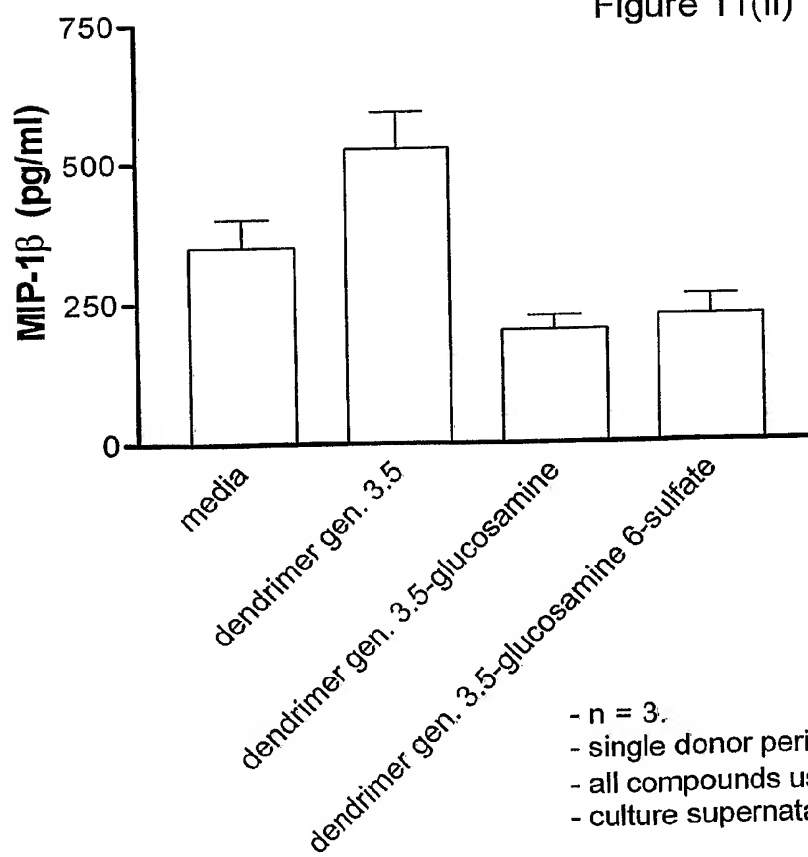 Figure 11(ii)
750
500
250
0
MIP-1β (pg/ml)
media
dendrimer gen. 3.5
dendrimer gen. 3.5-glucosamine
dendrimer gen. 3.5-glucosamine 6-sulfate
- n = 3.
- single donor
- all compounds
- culture